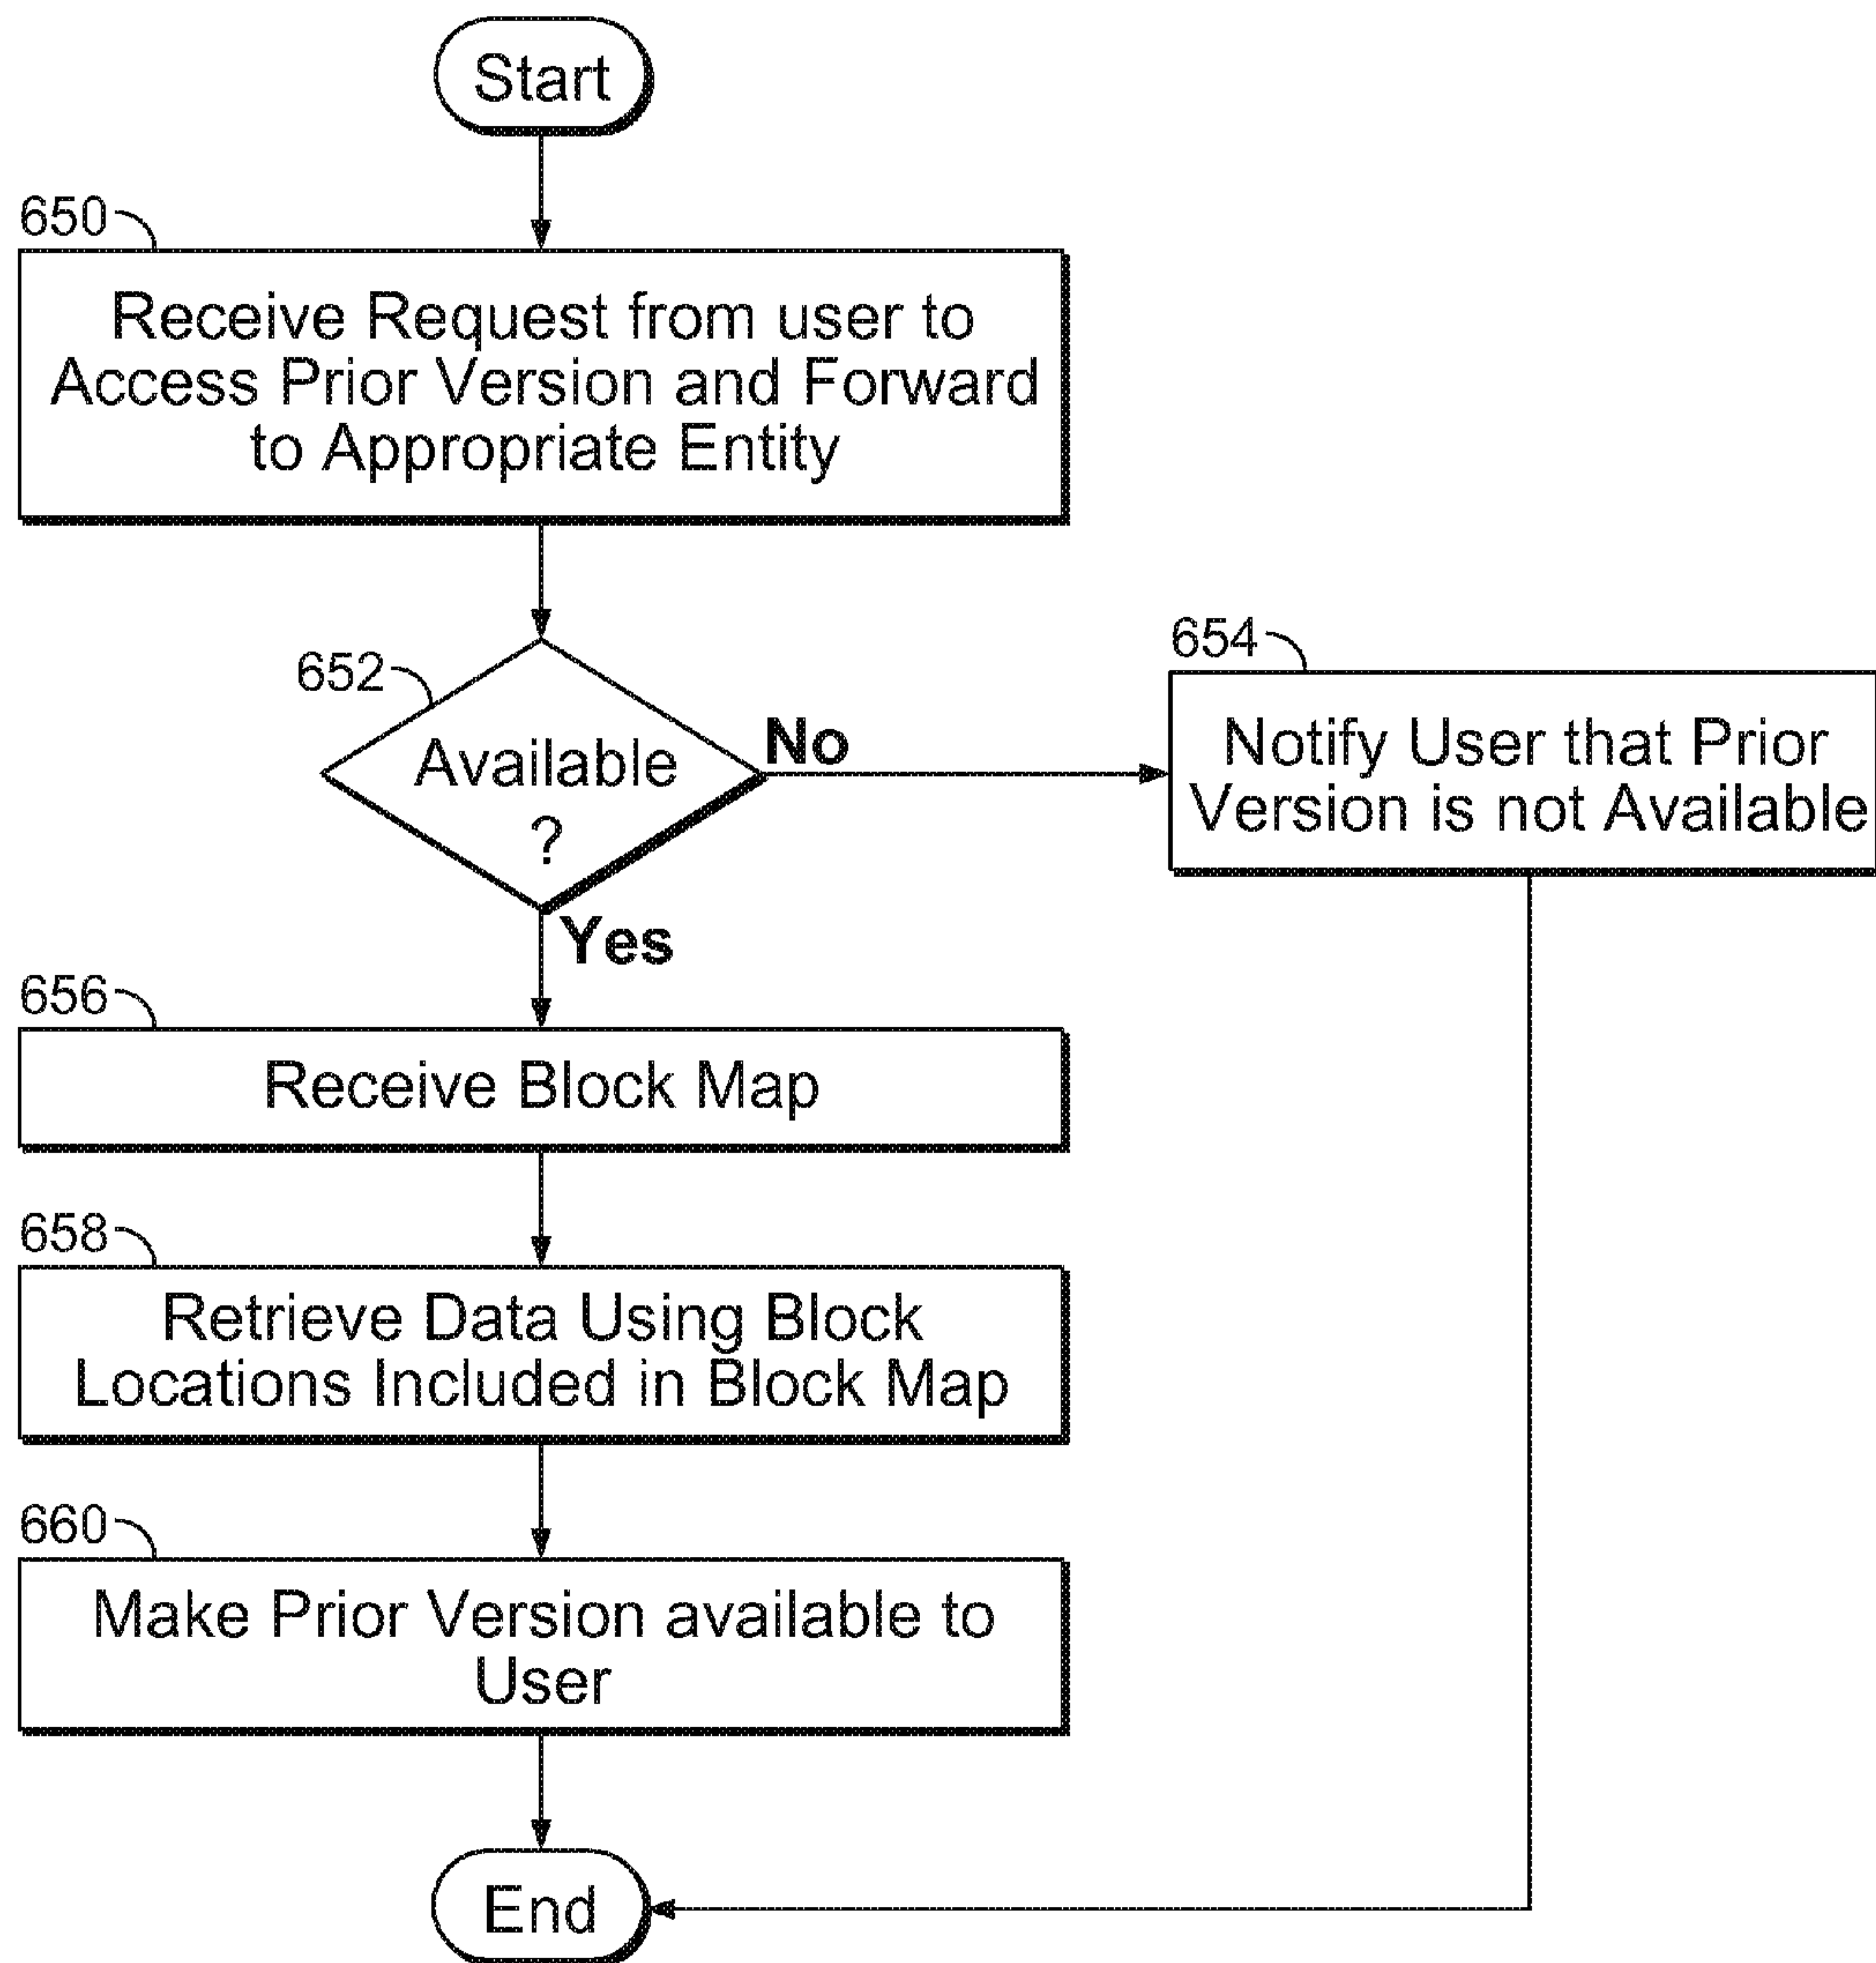 Start
650
Receive Request from user to
Access Prior Version and Forward
to Appropriate Entity
652
Available
?
No
654
Notify User that Prior
Version is not Available
Yes
656
Receive Block Map
658
Retrieve Data Using Block
Locations Included in Block Map
660
Make Prior Version available to
User
End